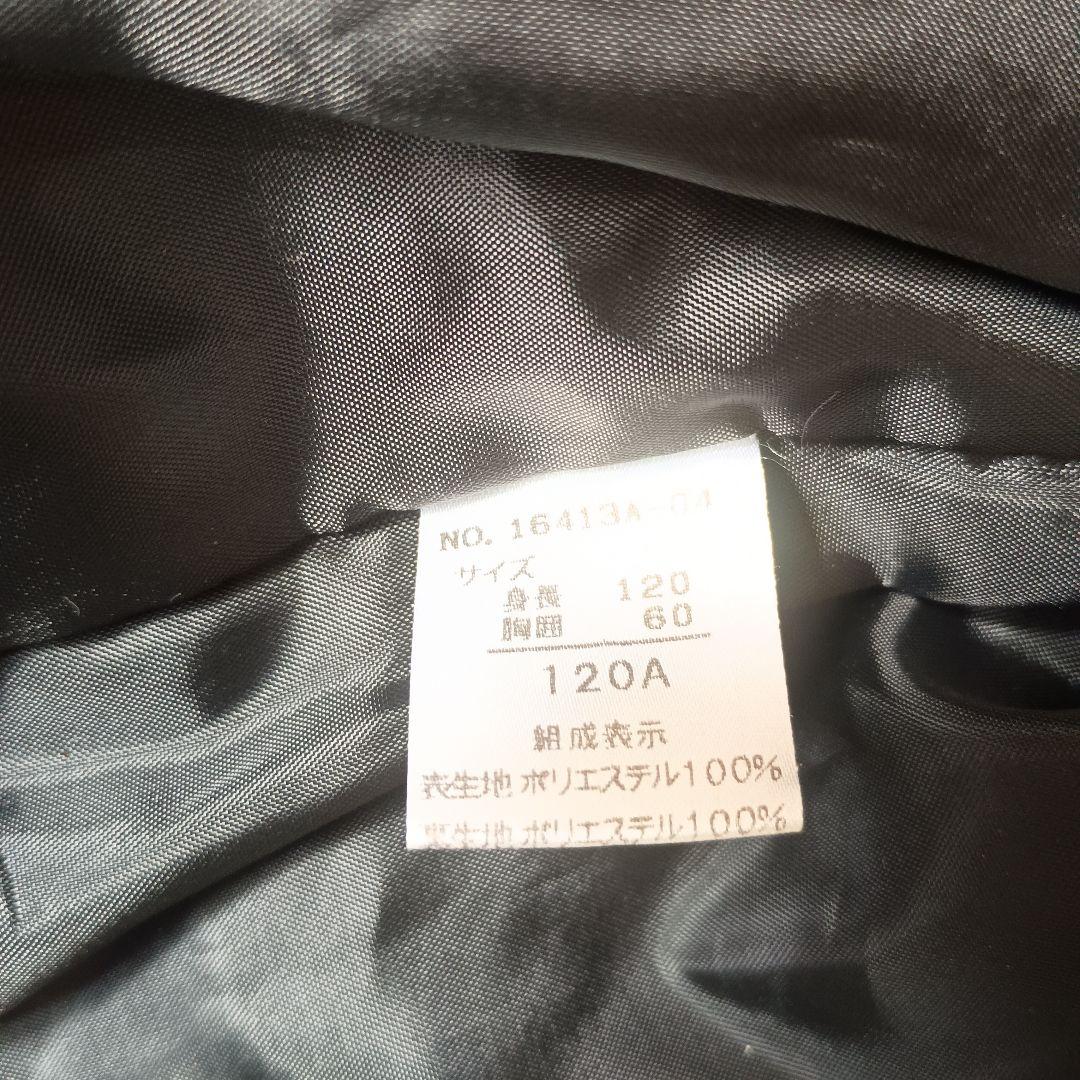 NO. 16413A-04
サイズ
身長 120
胸囲 60
120A
組成表示
表生地 ポリエステル100%
裏生地 ポリエステル100%